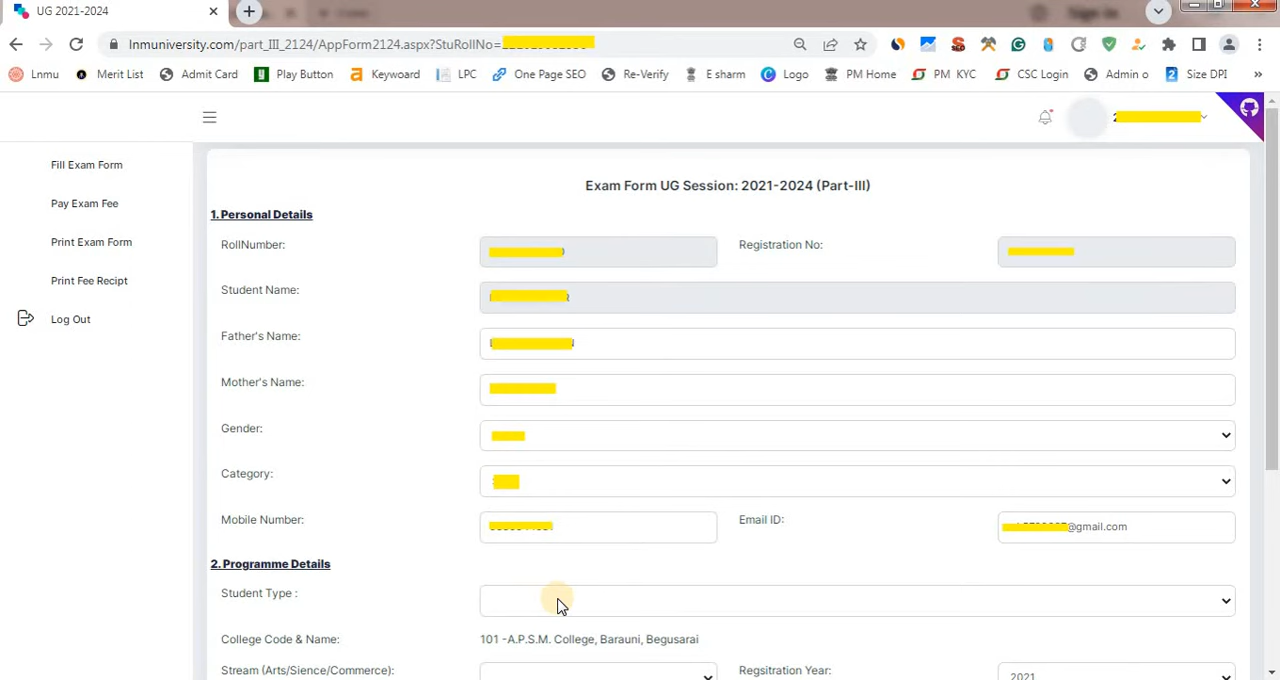 UG 2021-2024
lnmuniversity.com/part_III_2124/AppForm2124.aspx?StuRollNo=
Lnmu Merit List Admit Card Play Button Keywoard LPC One Page SEO Re-Verify E sharm Logo PM Home PM KYC CSC Login Admin o Size DPI »
Fill Exam Form
Pay Exam Fee
Print Exam Form
Print Fee Recipt
Log Out
Exam Form UG Session: 2021-2024 (Part-III)
1. Personal Details
RollNumber:
Registration No:
Student Name:
Father's Name:
Mother's Name:
Gender:
Category:
Mobile Number:
Email ID: @gmail.com
2. Programme Details
Student Type :
College Code & Name: 101 -A.P.S.M. College, Barauni, Begusarai
Stream (Arts/Sience/Commerce):
Regsitration Year: 2021